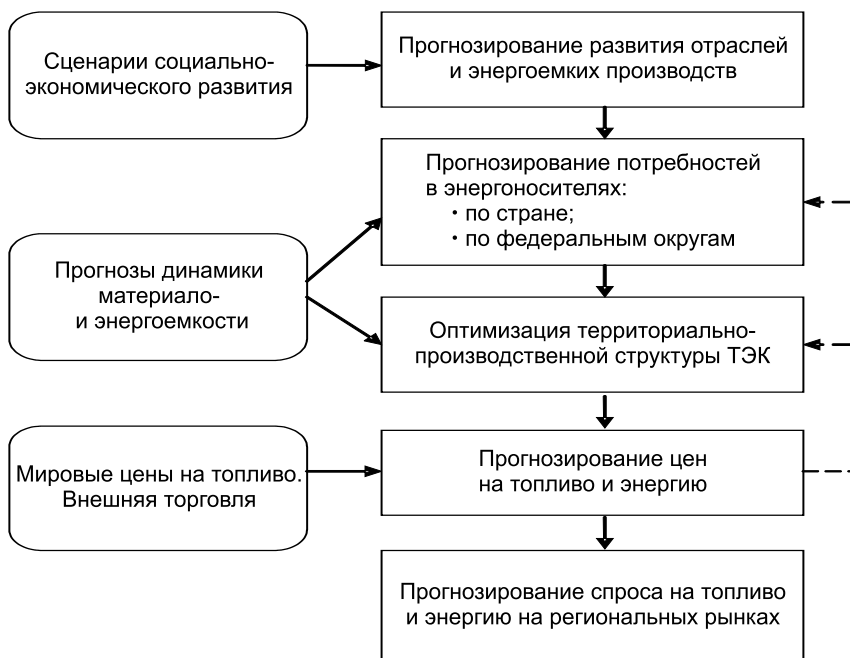 Сценарии социально-
экономического развития
Прогнозирование развития отраслей
и энергоемких производств
Прогнозирование потребностей
в энергоносителях:
· по стране;
· по федеральным округам
Прогнозы динамики
материало-
и энергоемкости
Оптимизация территориально-
производственной структуры ТЭК
Мировые цены на топливо.
Внешняя торговля
Прогнозирование цен
на топливо и энергию
Прогнозирование спроса на топливо
и энергию на региональных рынках